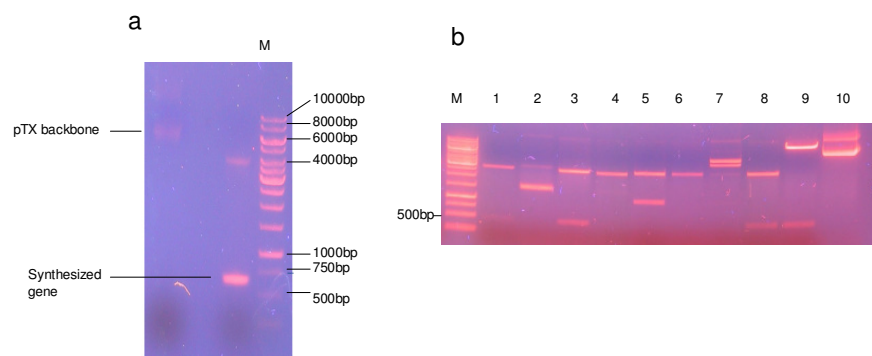 a
M
10000bp
8000bp
6000bp
4000bp
pTX backbone
1000bp
750bp
500bp
Synthesized
gene
b
M 1 2 3 4 5 6 7 8 9 10
500bp